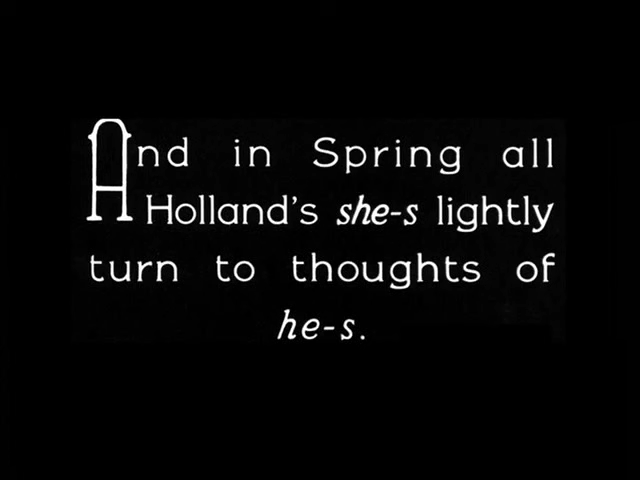 And in Spring all
Holland's she-s lightly
turn to thoughts of
he-s.